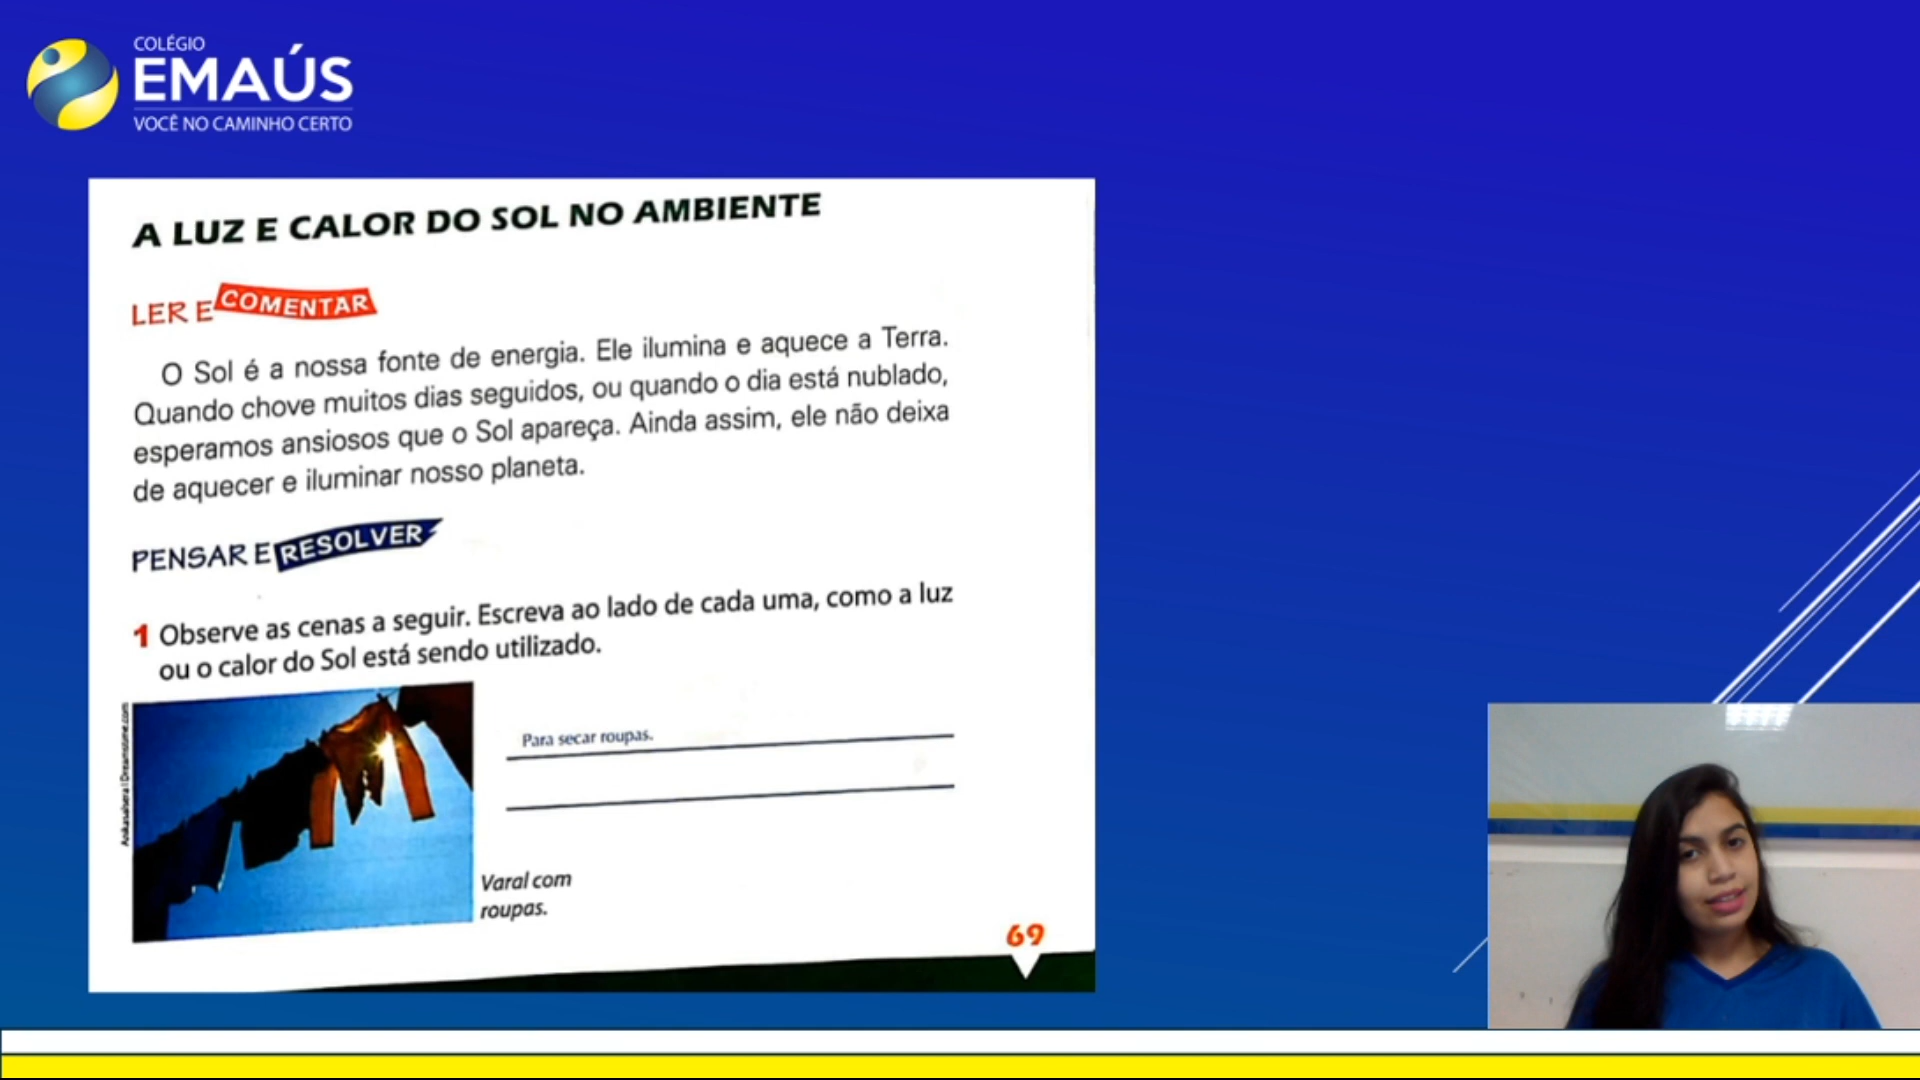 COLÉGIO
EMAÚS
VOCÊ NO CAMINHO CERTO
A LUZ E CALOR DO SOL NO AMBIENTE
LER E COMENTAR
O Sol é a nossa fonte de energia. Ele ilumina e aquece a Terra.
Quando chove muitos dias seguidos, ou quando o dia está nublado,
esperamos ansiosos que o Sol apareça. Ainda assim, ele não deixa
de aquecer e iluminar nosso planeta.
PENSAR E RESOLVER
1 Observe as cenas a seguir. Escreva ao lado de cada uma, como a luz
ou o calor do Sol está sendo utilizado.
Para secar roupas.
Varal com
roupas.
69